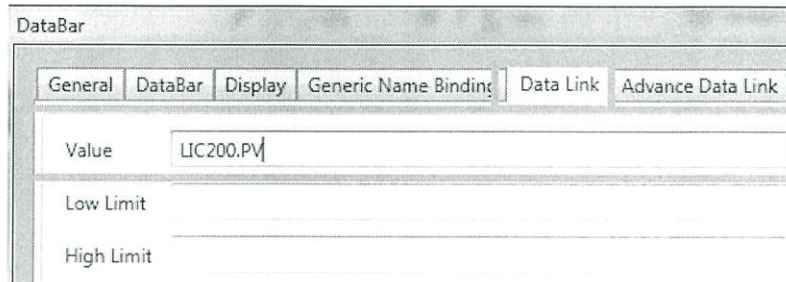 DataBar
General DataBar Display Generic Name Binding Data Link Advance Data Link
Value LIC200.PV
Low Limit
High Limit